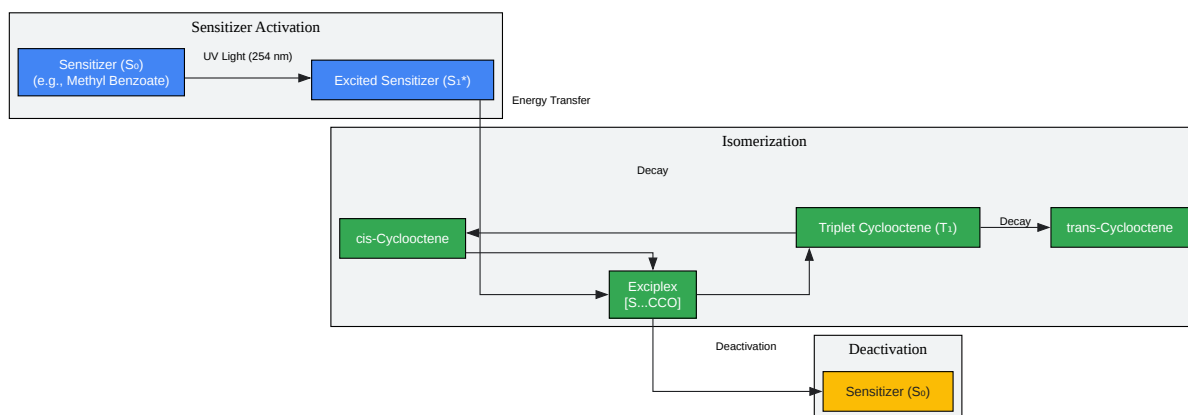 Sensitizer Activation
UV Light (254 nm)
Sensitizer (S₀)
(e.g., Methyl Benzoate)
Excited Sensitizer (S₁*)
Energy Transfer
Isomerization
Decay
cis-Cyclooctene
Triplet Cyclooctene (T₁)
Decay
trans-Cyclooctene
Exciplex
[S...CCO]
Deactivation
Deactivation
Sensitizer (S₀)